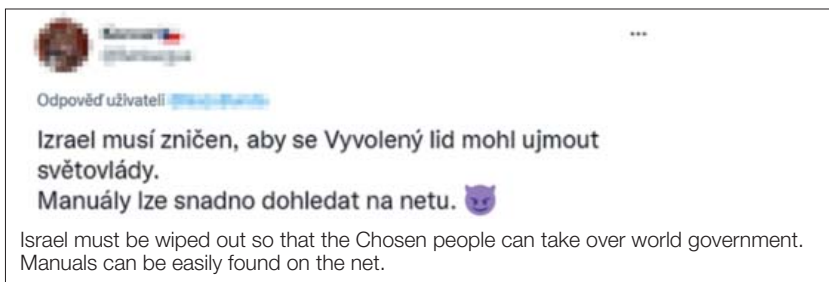 Odpověď uživateli
Izrael musí zničen, aby se Vyvolený lid mohl ujmout
světovlády.
Manuály lze snadno dohledat na netu.
Israel must be wiped out so that the Chosen people can take over world government.
Manuals can be easily found on the net.